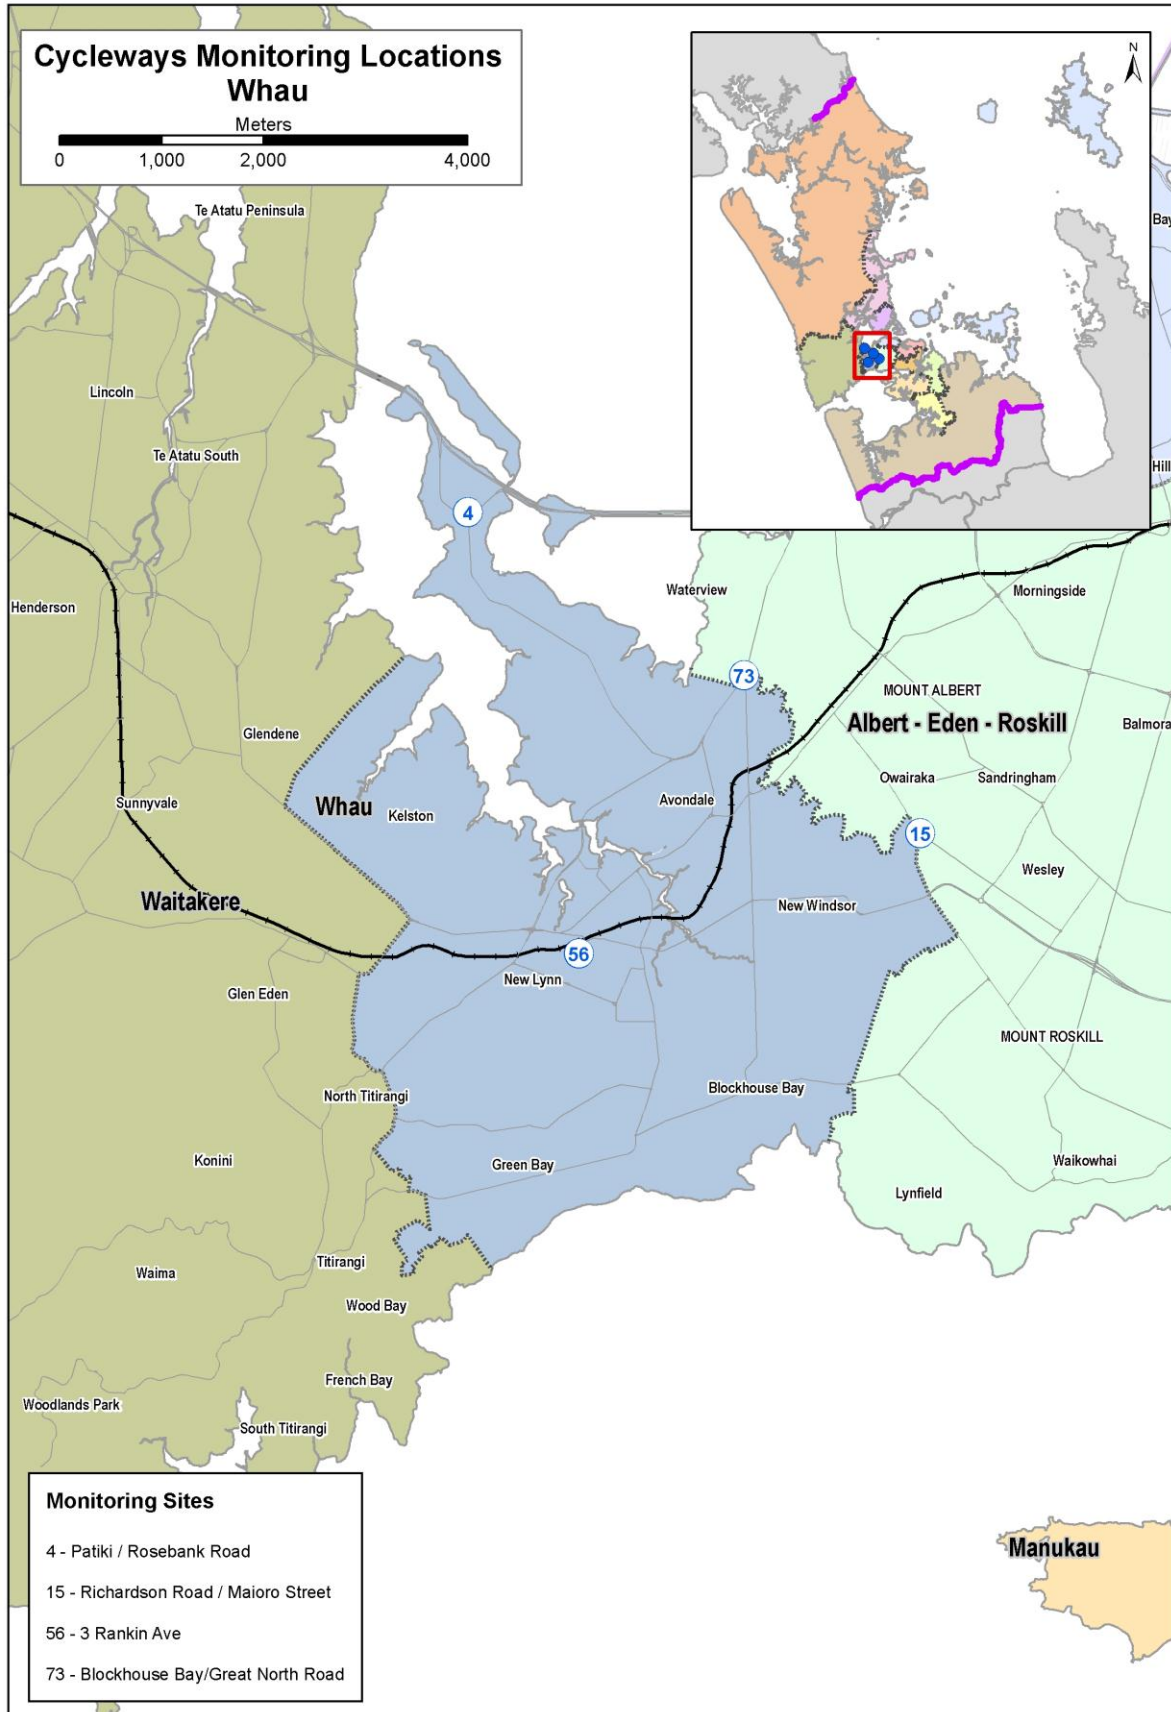 Cycleways Monitoring Locations
Whau
Meters
0 1,000 2,000 4,000
N
Te Atatu Peninsula
Bay
Lincoln
Te Atatu South
Hill
4
Waterview
Morningside
Henderson
73
MOUNT ALBERT
Albert - Eden - Roskill
Balmora
Glendene
Owairaka
Sandringham
Sunnyvale
Whau
Kelston
Avondale
15
Wesley
Waitakere
New Windsor
56
New Lynn
Glen Eden
MOUNT ROSKILL
North Titirangi
Blockhouse Bay
Konini
Green Bay
Waikowhai
Lynfield
Titirangi
Waima
Wood Bay
French Bay
Woodlands Park
South Titirangi
Monitoring Sites
4 - Patiki / Rosebank Road
15 - Richardson Road / Maioro Street
56 - 3 Rankin Ave
73 - Blockhouse Bay/Great North Road
Manukau